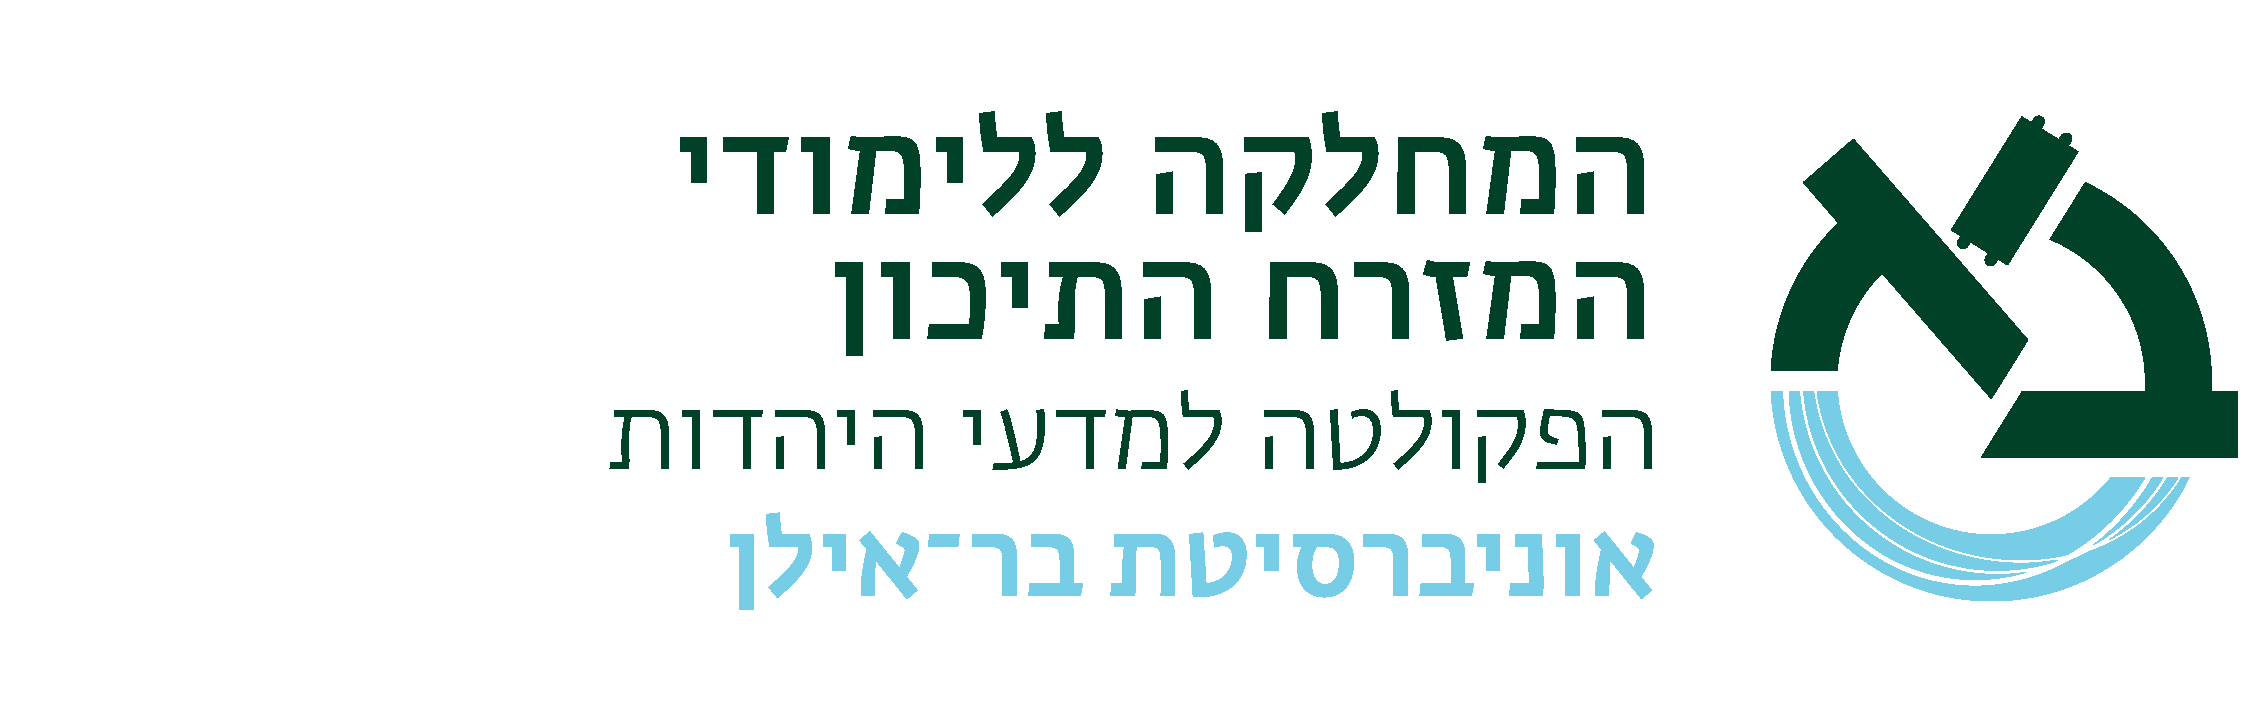 המחלקה ללימודי
המזרח התיכון
הפקולטה למדעי היהדות
אוניברסיטת בר־אילן